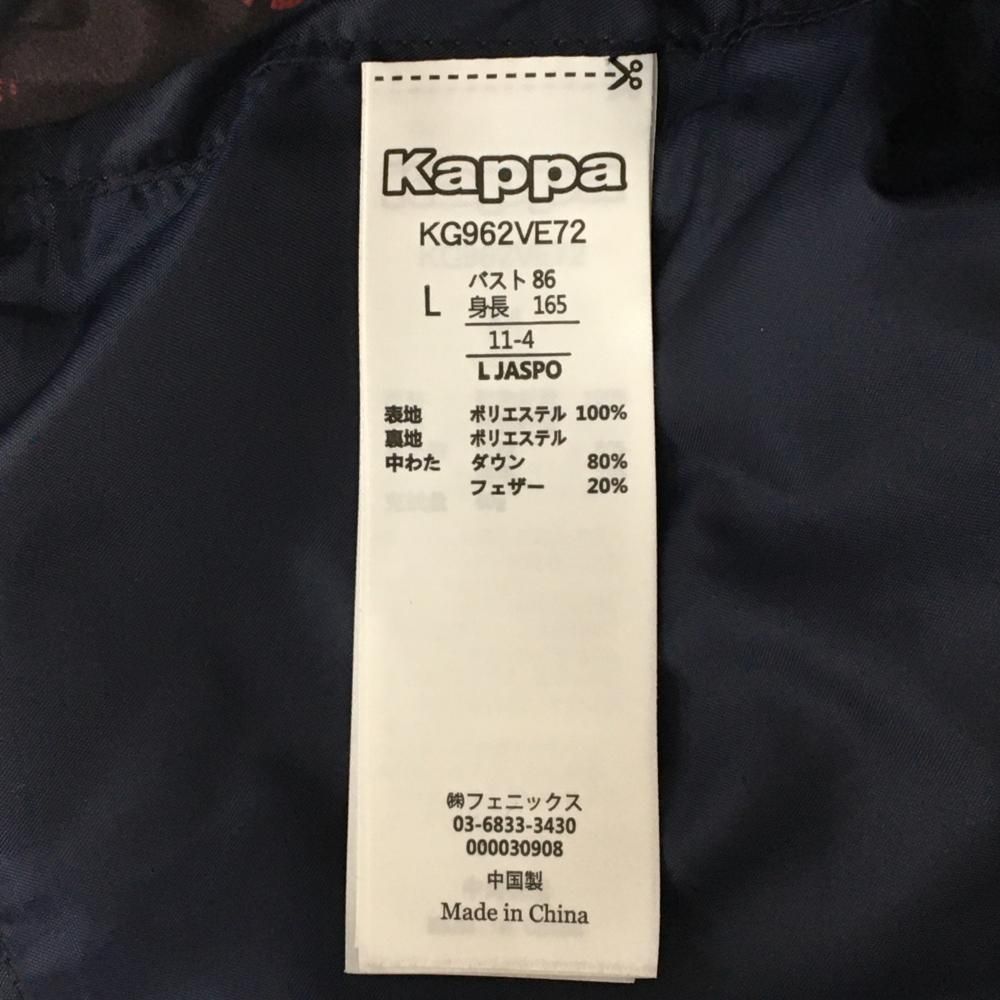 Kappa
KG962VE72
L
バスト 86
身長 165
11-4
L JASPO
表地 ポリエステル 100%
裏地 ポリエステル
中わた ダウン 80%
フェザー 20%
㈱フェニックス
03-6833-3430
000030908
中国製
Made in China